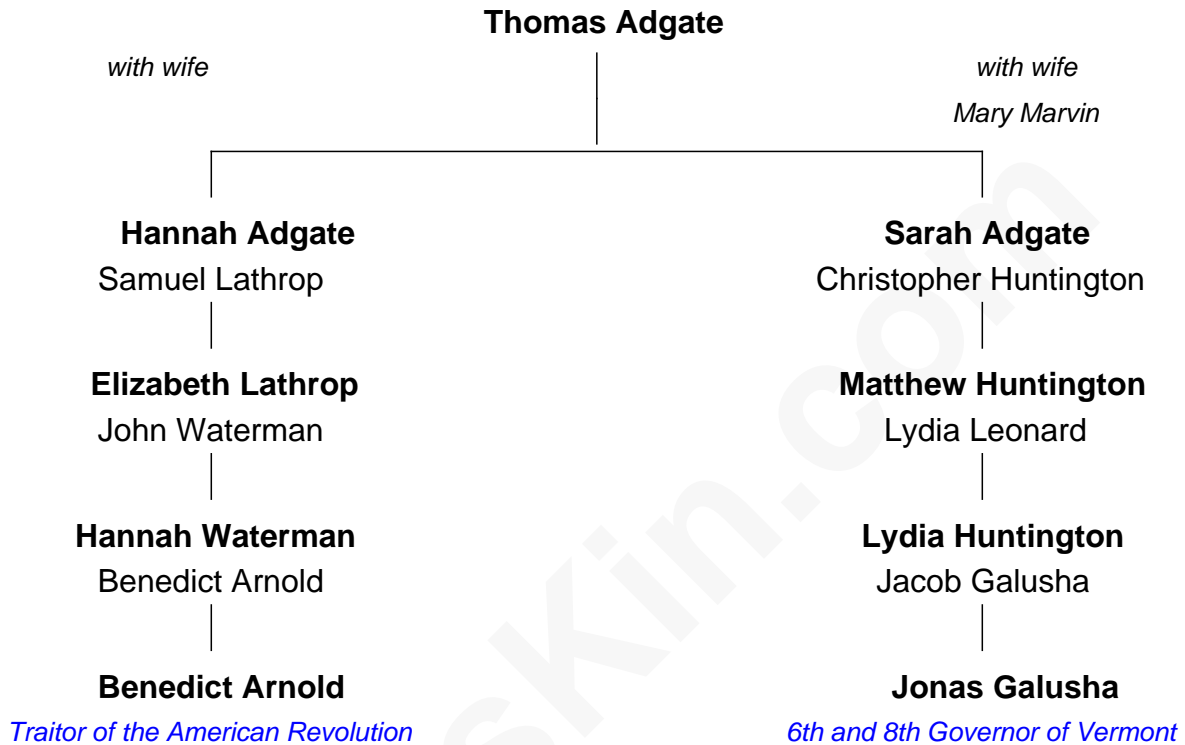 Thomas Adgate
with wife
with wife
Mary Marvin
Hannah Adgate
Samuel Lathrop
Sarah Adgate
Christopher Huntington
Elizabeth Lathrop
John Waterman
Matthew Huntington
Lydia Leonard
Hannah Waterman
Benedict Arnold
Lydia Huntington
Jacob Galusha
Benedict Arnold
Traitor of the American Revolution
Jonas Galusha
6th and 8th Governor of Vermont
sKin.com